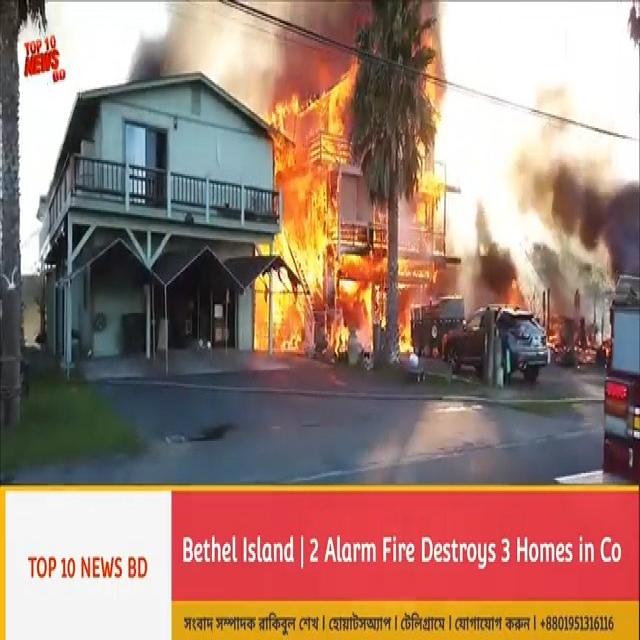 TOP 10
NEWS
BD
TOP 10 NEWS BD
Bethel Island | 2 Alarm Fire Destroys 3 Homes in Co
সংবাদ সম্পাদক রাকিবুল শেখ | হোয়াটসঅ্যাপ | টেলিগ্রামে | যোগাযোগ করুন | +8801951316116